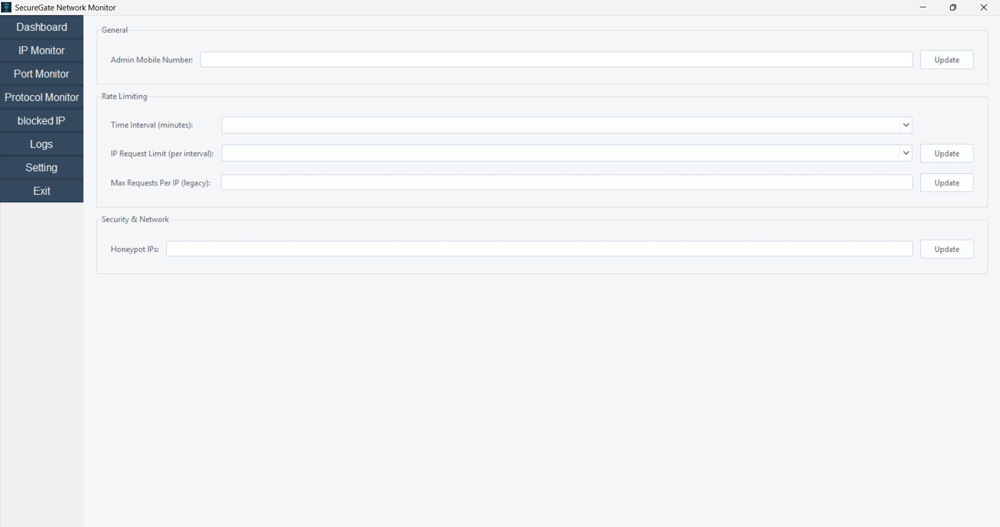 SecureGate Network Monitor
Dashboard
IP Monitor
Port Monitor
Protocol Monitor
blocked IP
Logs
Setting
Exit
General
Admin Mobile Number:
Update
Rate Limiting
Time Interval (minutes):
IP Request Limit (per interval):
Update
Max Requests Per IP (legacy):
Update
Security & Network
Honeypot IPs:
Update